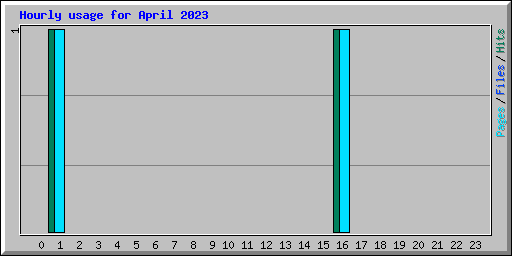 Hourly usage for April 2023
1
Pages/Files/Hits
0 1 2 3 4 5 6 7 8 9 10 11 12 13 14 15 16 17 18 19 20 21 22 23